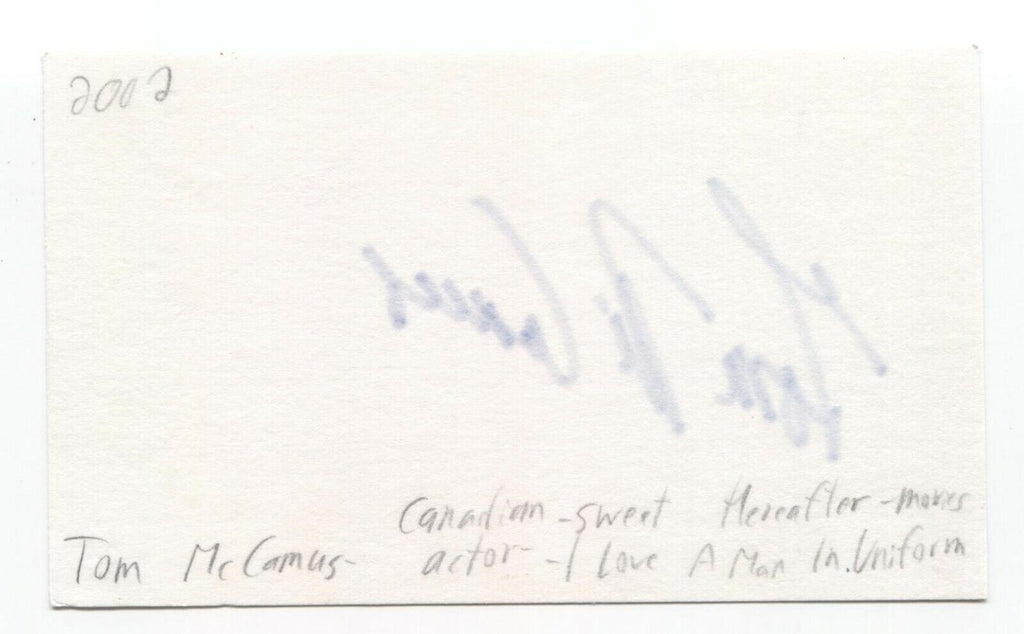 2002
Canadian - sweet Hereafter - movies
Tom McCamus - actor - I Love A Man In Uniform